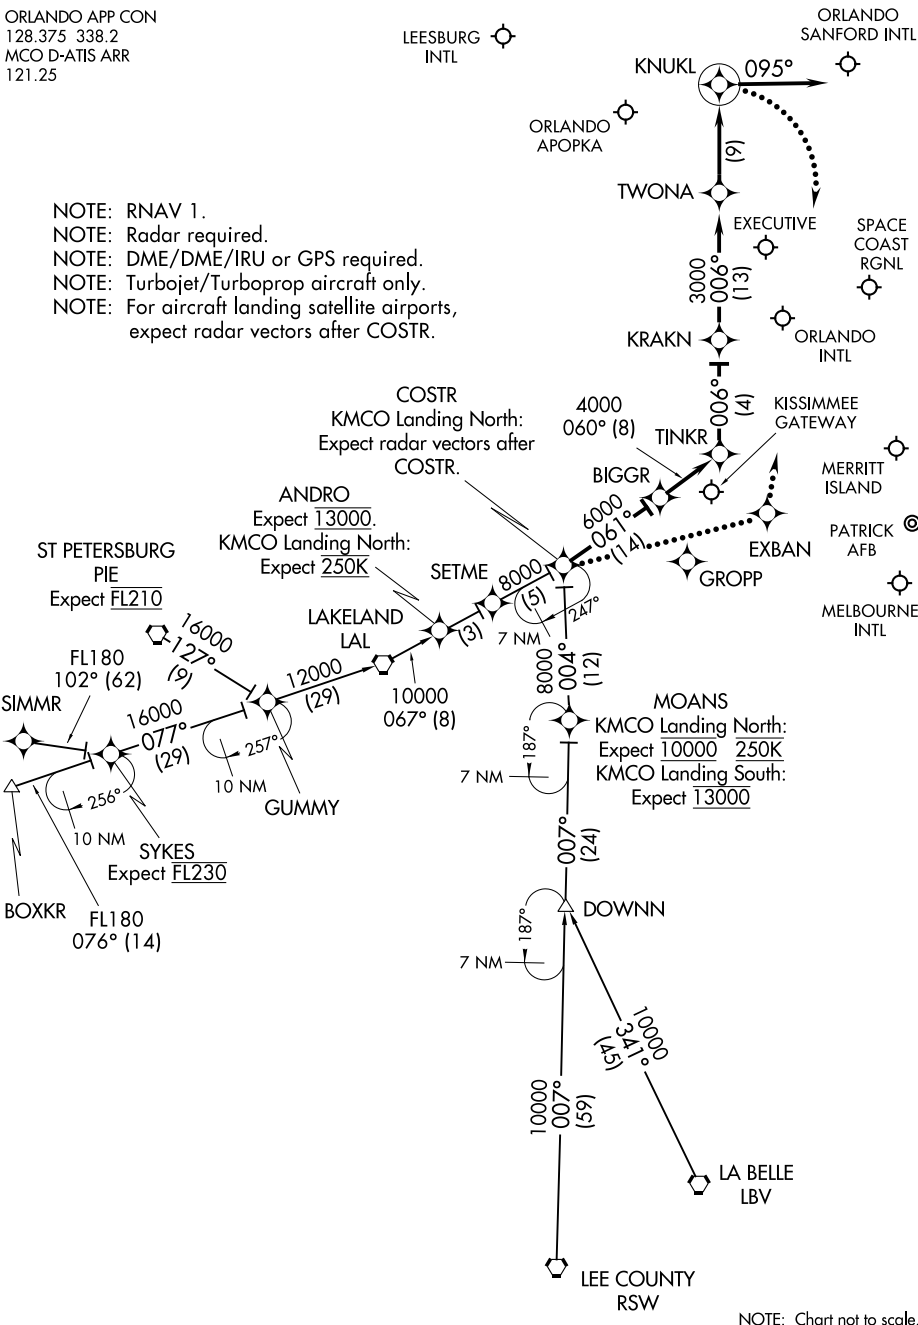 ORLANDO APP CON
128.375 338.2
MCO D-ATIS ARR
121.25
LEESBURG
INTL
ORLANDO
SANFORD INTL
KNUKL
095°
ORLANDO
APOPKA
(9)
TWONA
EXECUTIVE
SPACE
COAST
RGNL
NOTE: RNAV 1.
NOTE: Radar required.
NOTE: DME/DME/IRU or GPS required.
NOTE: Turbojet/Turboprop aircraft only.
NOTE: For aircraft landing satellite airports,
expect radar vectors after COSTR.
3000
006°
(13)
KRAKN
ORLANDO
INTL
006°
(4)
COSTR
KMCO Landing North:
Expect radar vectors after
COSTR.
4000
060° (8)
TINKR
KISSIMMEE
GATEWAY
BIGGR
MERRITT
ISLAND
ANDRO
Expect 13000.
KMCO Landing North:
Expect 250K
6000
061°
(14)
EXBAN
PATRICK
AFB
GROPP
MELBOURNE
INTL
ST PETERSBURG
PIE
Expect FL210
SETME
8000
(5)
247°
7 NM
(3)
LAKELAND
LAL
16000
127°
(9)
12000
(29)
10000
067° (8)
8000
004°
(12)
FL180
102° (62)
SIMMR
16000
077°
(29)
257°
10 NM
GUMMY
MOANS
KMCO Landing North:
Expect 10000 250K
KMCO Landing South:
Expect 13000
187°
7 NM
256°
10 NM
SYKES
Expect FL230
BOXKR
FL180
076° (14)
007°
(24)
DOWNN
187°
7 NM
10000
341°
(45)
10000
007°
(59)
LA BELLE
LBV
LEE COUNTY
RSW
NOTE: Chart not to scale.